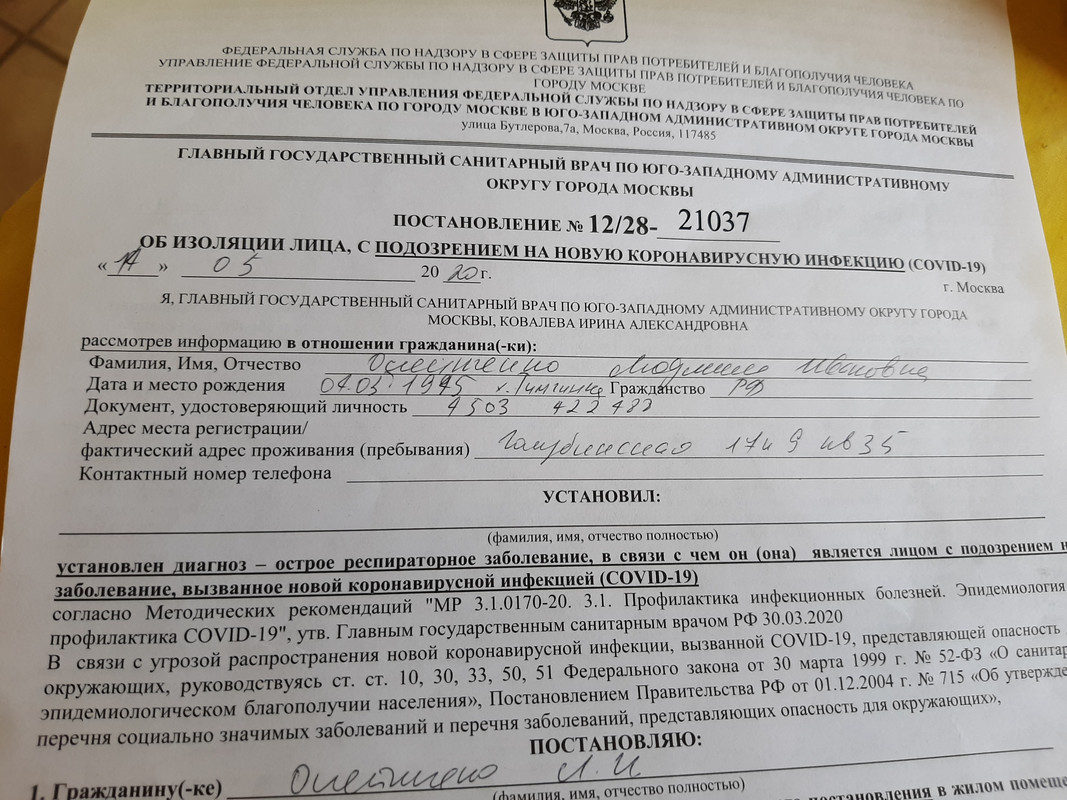 ФЕДЕРАЛЬНАЯ СЛУЖБА ПО НАДЗОРУ В СФЕРЕ ЗАЩИТЫ ПРАВ ПОТРЕБИТЕЛЕЙ И БЛАГОПОЛУЧИЯ ЧЕЛОВЕКА
УПРАВЛЕНИЕ ФЕДЕРАЛЬНОЙ СЛУЖБЫ ПО НАДЗОРУ В СФЕРЕ ЗАЩИТЫ ПРАВ ПОТРЕБИТЕЛЕЙ И БЛАГОПОЛУЧИЯ ЧЕЛОВЕКА ПО
ГОРОДУ МОСКВЕ
ТЕРРИТОРИАЛЬНЫЙ ОТДЕЛ УПРАВЛЕНИЯ ФЕДЕРАЛЬНОЙ СЛУЖБЫ ПО НАДЗОРУ В СФЕРЕ ЗАЩИТЫ ПРАВ ПОТРЕБИТЕЛЕЙ
И БЛАГОПОЛУЧИЯ ЧЕЛОВЕКА ПО ГОРОДУ МОСКВЕ В ЮГО-ЗАПАДНОМ АДМИНИСТРАТИВНОМ ОКРУГЕ ГОРОДА МОСКВЫ
улица Бутлерова,7а, Москва, Россия, 117485
ГЛАВНЫЙ ГОСУДАРСТВЕННЫЙ САНИТАРНЫЙ ВРАЧ ПО ЮГО-ЗАПАДНОМУ АДМИНИСТРАТИВНОМУ
ОКРУГУ ГОРОДА МОСКВЫ
ПОСТАНОВЛЕНИЕ № 12/28- 21037
ОБ ИЗОЛЯЦИИ ЛИЦА, С ПОДОЗРЕНИЕМ НА НОВУЮ КОРОНАВИРУСНУЮ ИНФЕКЦИЮ (COVID-19)
« » 05 20 20 г.
г. Москва
Я, ГЛАВНЫЙ ГОСУДАРСТВЕННЫЙ САНИТАРНЫЙ ВРАЧ ПО ЮГО-ЗАПАДНОМУ АДМИНИСТРАТИВНОМУ ОКРУГУ ГОРОДА
МОСКВЫ, КОВАЛЕВА ИРИНА АЛЕКСАНДРОВНА
рассмотрев информацию в отношении гражданина(-ки):
Фамилия, Имя, Отчество Людмила Ивановна
Дата и место рождения Гражданство РФ
Документ, удостоверяющий личность 4503 422482
Адрес места регистрации/
фактический адрес проживания (пребывания) Голубинская 17 к 9 кв 35
Контактный номер телефона
УСТАНОВИЛ:
(фамилия, имя, отчество полностью)
установлен диагноз – острое респираторное заболевание, в связи с чем он (она) является лицом с подозрением н
заболевание, вызванное новой коронавирусной инфекцией (COVID-19)
согласно Методических рекомендаций "МР 3.1.0170-20. 3.1. Профилактика инфекционных болезней. Эпидемиология
профилактика COVID-19", утв. Главным государственным санитарным врачом РФ 30.03.2020
В связи с угрозой распространения новой коронавирусной инфекции, вызванной COVID-19, представляющей опасность
окружающих, руководствуясь ст. ст. 10, 30, 33, 50, 51 Федерального закона от 30 марта 1999 г. № 52-ФЗ «О санитар
эпидемиологическом благополучии населения», Постановлением Правительства РФ от 01.12.2004 г. № 715 «Об утвержде
перечня социально значимых заболеваний и перечня заболеваний, представляющих опасность для окружающих»,
ПОСТАНОВЛЯЮ:
1. Гражданину(-ке) Л. И.
(фамилия, имя, отчество полностью)
постановления в жилом помеще